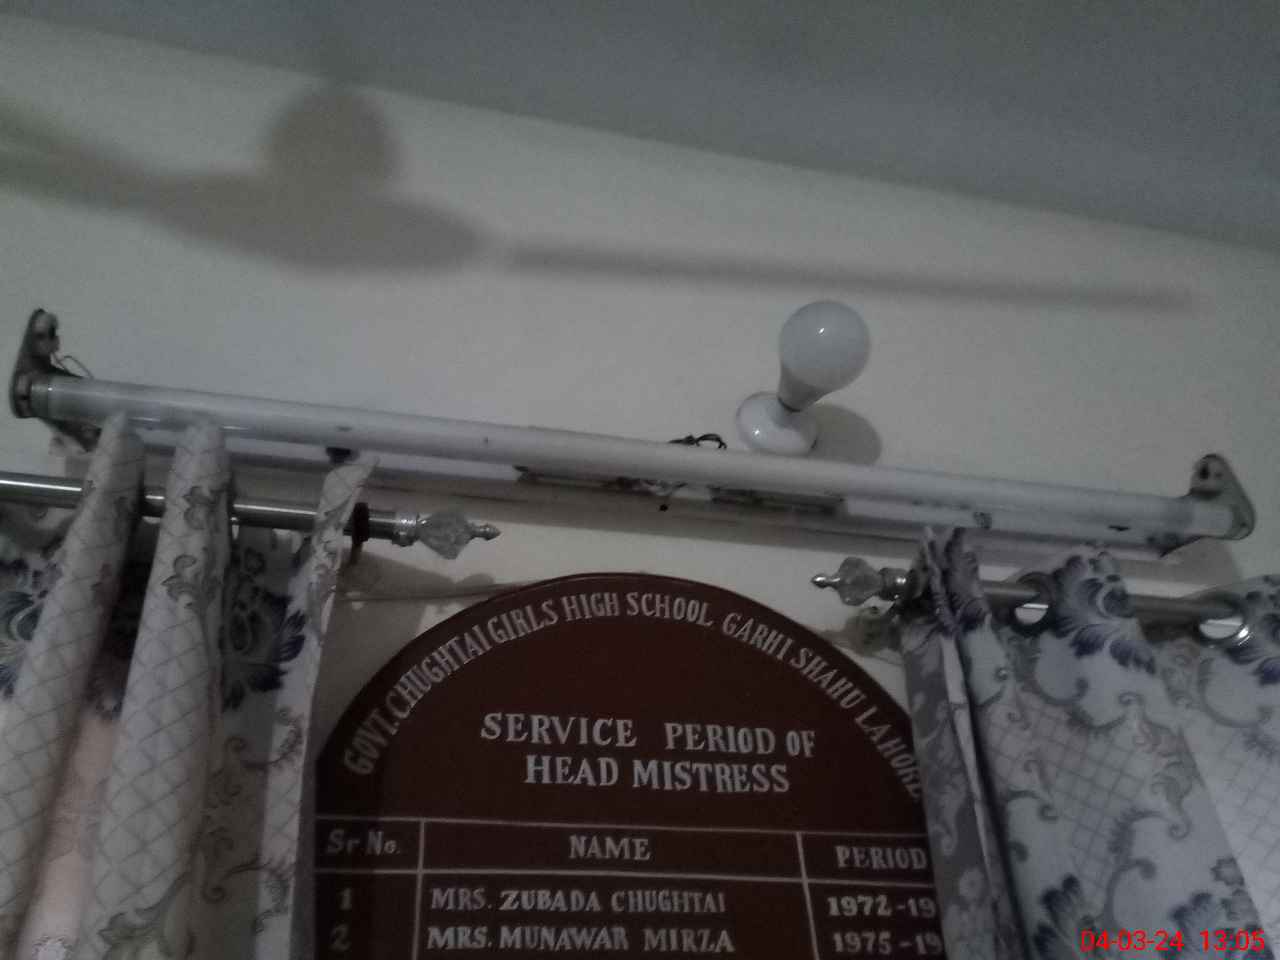 GOVT. CHUGHTAI GIRLS HIGH SCHOOL GARHI SHAHU LAHORE
SERVICE PERIOD OF
HEAD MISTRESS
Sr No. NAME PERIOD
1 MRS. ZUBADA CHUGHTAI 1972-19
2 MRS. MUNAWAR MIRZA 1975-19
04-03-24 13:05